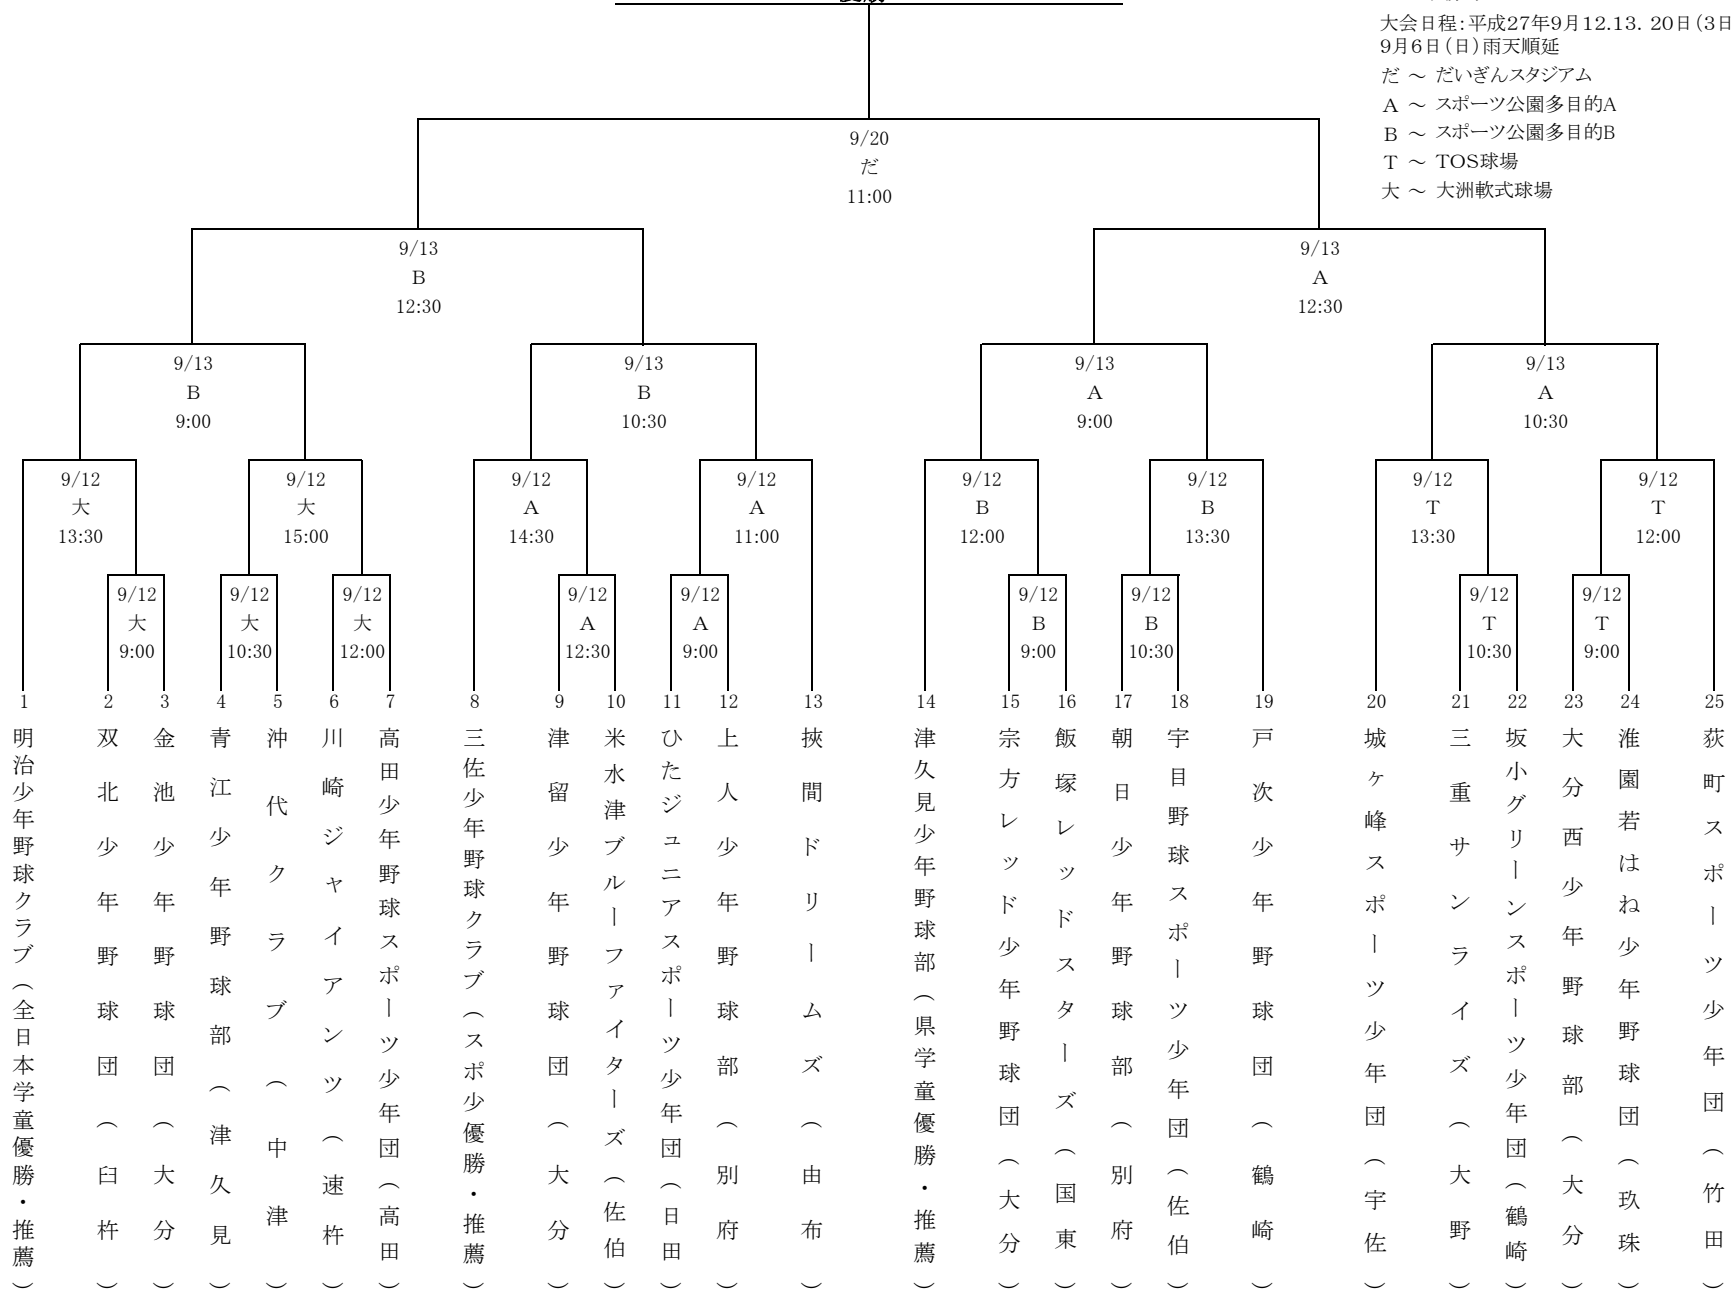 大会日程:平成27年9月12.13. 20日(3日
9月6日(日)雨天順延
だ ～ だいぎんスタジアム
A ～ スポーツ公園多目的A
B ～ スポーツ公園多目的B
T ～ TOS球場
大 ～ 大洲軟式球場
9/20
だ
11:00
9/13
B
12:30
9/13
A
12:30
9/13
B
9:00
9/13
B
10:30
9/13
A
9:00
9/13
A
10:30
9/12
大
13:30
9/12
大
15:00
9/12
A
14:30
9/12
A
11:00
9/12
B
12:00
9/12
B
13:30
9/12
T
13:30
9/12
T
12:00
9/12
大
9:00
9/12
大
10:30
9/12
大
12:00
9/12
A
12:30
9/12
A
9:00
9/12
B
9:00
9/12
B
10:30
9/12
T
10:30
9/12
T
9:00
1
明治少年野球クラブ(全日本学童優勝・推薦)
2
双北少年野球団(臼杵)
3
金池少年野球団(大分)
4
青江少年野球部(津久見)
5
沖代クラブ(中津)
6
川崎ジャイアンツ(速杵)
7
高田少年野球スポーツ少年団(高田)
8
三佐少年野球クラブ(スポ少優勝・推薦)
9
津留少年野球団(大分)
10
米水津ブルーファイターズ(佐伯)
11
ひたジュニアスポーツ少年団(日田)
12
上人少年野球部(別府)
13
挾間ドリームズ(由布)
14
津久見少年野球部(県学童優勝・推薦)
15
宗方レッド少年野球団(大分)
16
飯塚レッドスターズ(国東)
17
朝日少年野球部(別府)
18
宇目野球スポーツ少年団(佐伯)
19
戸次少年野球団(鶴崎)
20
城ヶ峰スポーツ少年団(宇佐)
21
三重サンライズ(大野)
22
坂小グリーンスポーツ少年団(鶴崎)
23
大分西少年野球部(大分)
24
淮園若はね少年野球団(玖珠)
25
荻町スポーツ少年団(竹田)